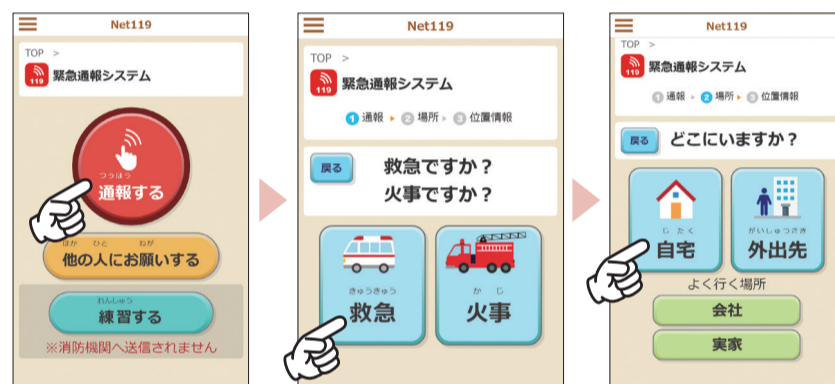 Net119
TOP >
119
緊急通報システム
つうほう
通報する
ほか ひと ねが
他の人にお願いする
れんしゅう
練習する
※消防機関へ送信されません
Net119
TOP >
119
緊急通報システム
1 通報 ▶ 2 場所 ▶ 3 位置情報
戻る
救急ですか？
火事ですか？
きゅうきゅう
救急
かじ
火事
Net119
TOP >
119
緊急通報システム
1 通報 ▶ 2 場所 ▶ 3 位置情報
戻る どこにいますか？
じたく
自宅
がいしゅつさき
外出先
よく行く場所
会社
実家